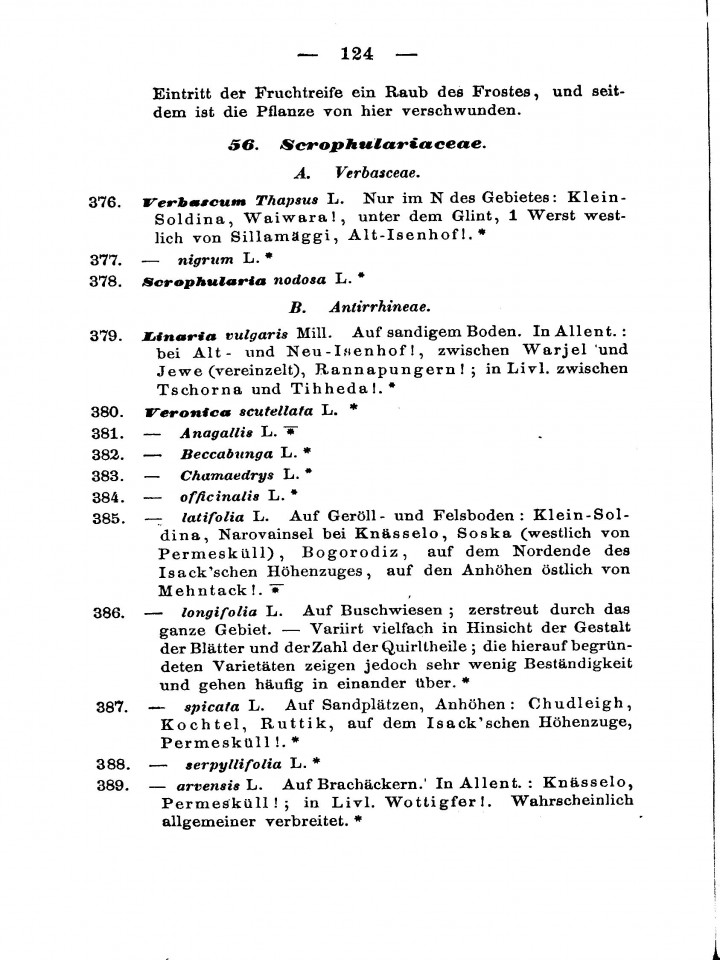 — 124 —
Eintritt der Fruchtreife ein Raub des Frostes, und seit-
dem ist die Pflanze von hier verschwunden.
56. Scrophulariaceae.
A. Verbasceae.
376. Verbascum Thapsus L. Nur im N des Gebietes: Klein-
Soldina, Waiwara!, unter dem Glint, 1 Werst west-
lich von Sillamäggi, Alt-Isenhof!. *
377. — nigrum L. *
378. Scrophularia nodosa L. *
B. Antirrhineae.
379. Linaria vulgaris Mill. Auf sandigem Boden. In Allent.:
bei Alt- und Neu-Isenhof!, zwischen Warjel und
Jewe (vereinzelt), Rannapungern!; in Livl. zwischen
Tschorna und Tihheda!. *
380. Veronica scutellata L. *
381. — Anagallis L. *
382. — Beccabunga L. *
383. — Chamaedrys L. *
384. — officinalis L. *
385. — latifolia L. Auf Geröll- und Felsboden: Klein-Sol-
dina, Narovainsel bei Knässelo, Soska (westlich von
Permesküll), Bogorodiz, auf dem Nordende des
Isack'schen Höhenzuges, auf den Anhöhen östlich von
Mehntack!. *
386. — longifolia L. Auf Buschwiesen; zerstreut durch das
ganze Gebiet. — Variirt vielfach in Hinsicht der Gestalt
der Blätter und der Zahl der Quirltheile; die hierauf begrün-
deten Varietäten zeigen jedoch sehr wenig Beständigkeit
und gehen häufig in einander über. *
387. — spicata L. Auf Sandplätzen, Anhöhen: Chudleigh,
Kochtel, Ruttik, auf dem Isack'schen Höhenzuge,
Permesküll!. *
388. — serpyllifolia L. *
389. — arvensis L. Auf Brachäckern. In Allent.: Knässelo,
Permesküll!; in Livl. Wottigfer!. Wahrscheinlich
allgemeiner verbreitet. *